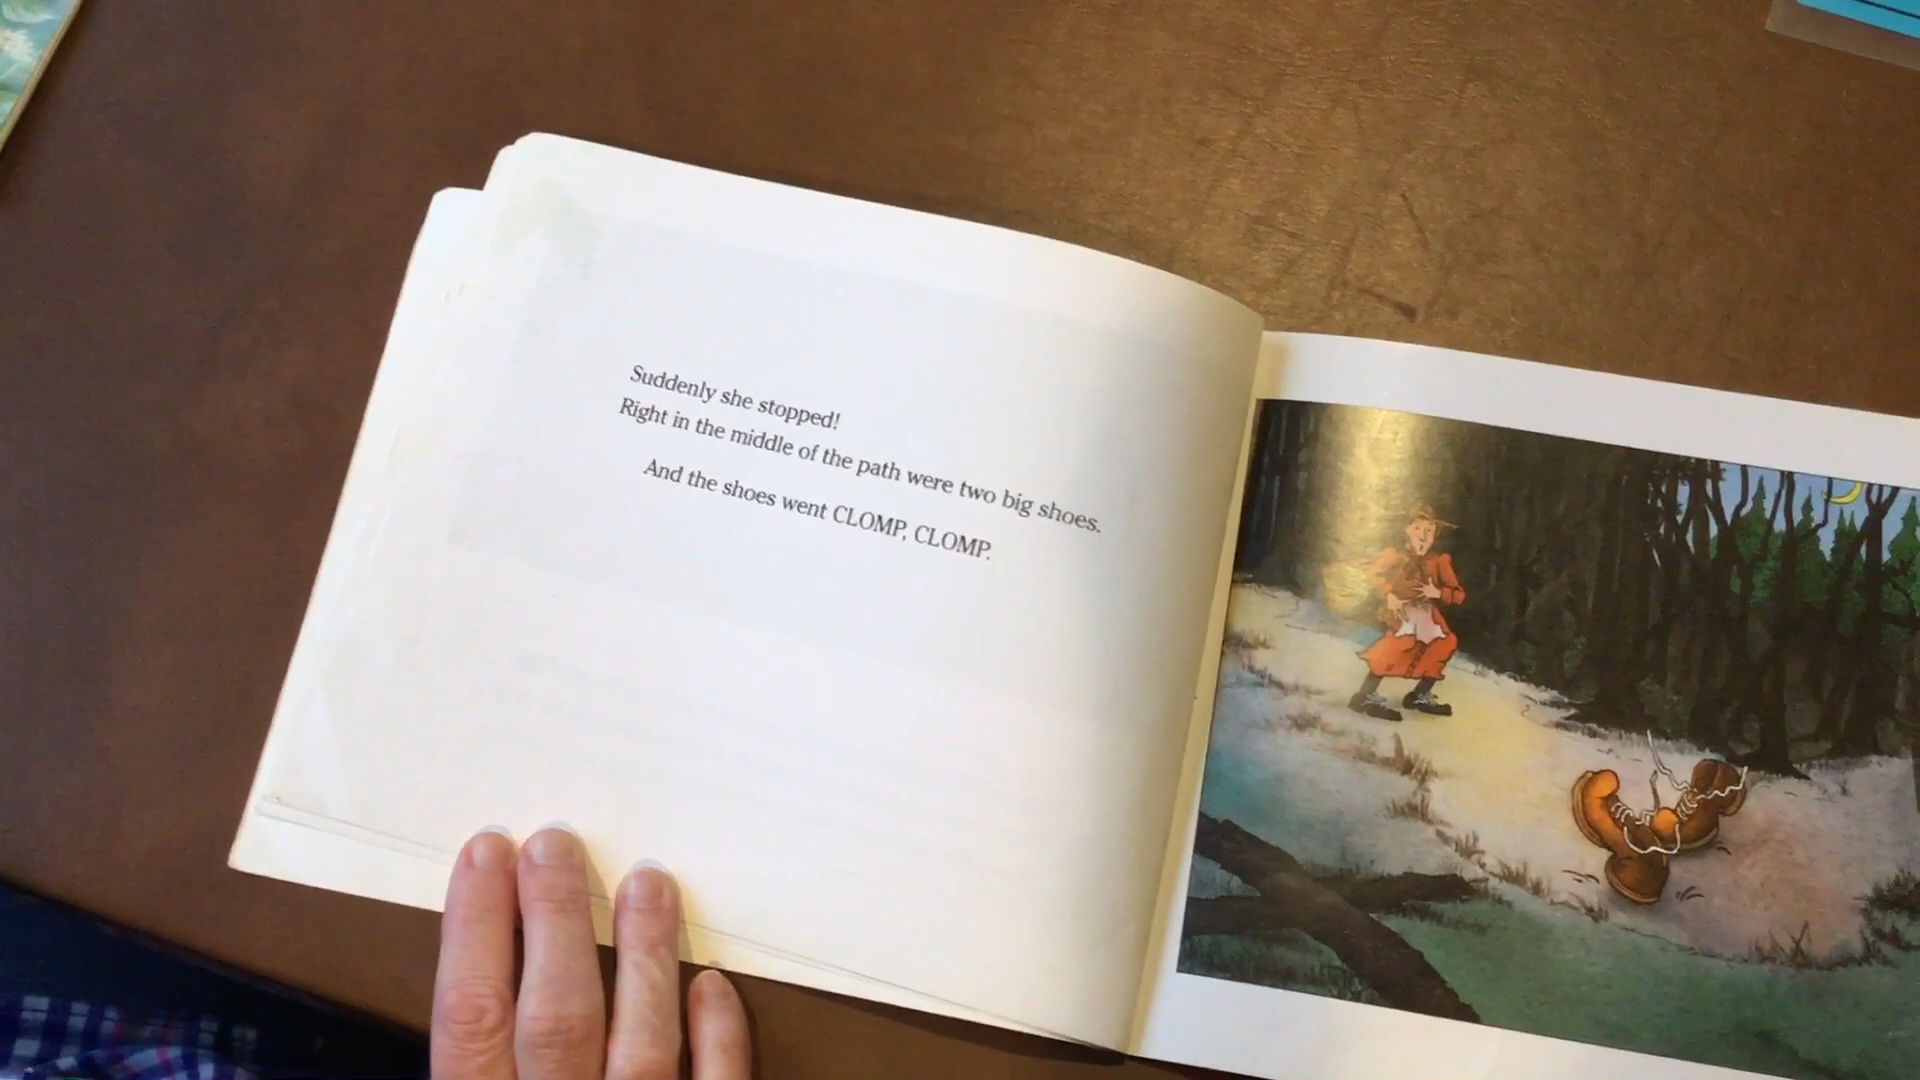 Suddenly she stopped!
Right in the middle of the path were two big shoes.
And the shoes went CLOMP, CLOMP.